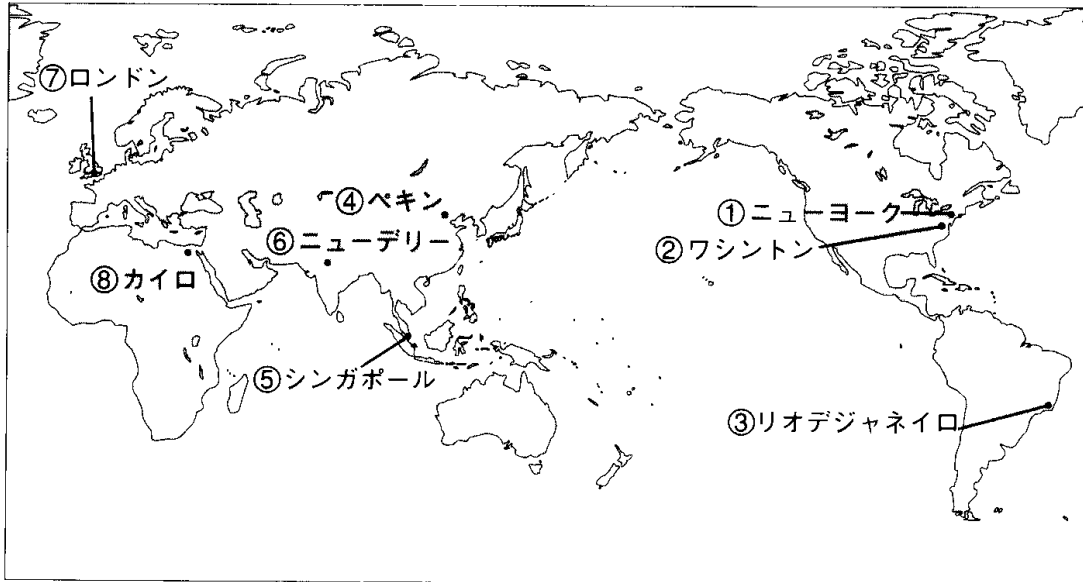 ⑦ロンドン
④ペキン
①ニューヨーク
⑥ニューデリー
②ワシントン
⑧カイロ
⑤シンガポール
③リオデジャネイロ